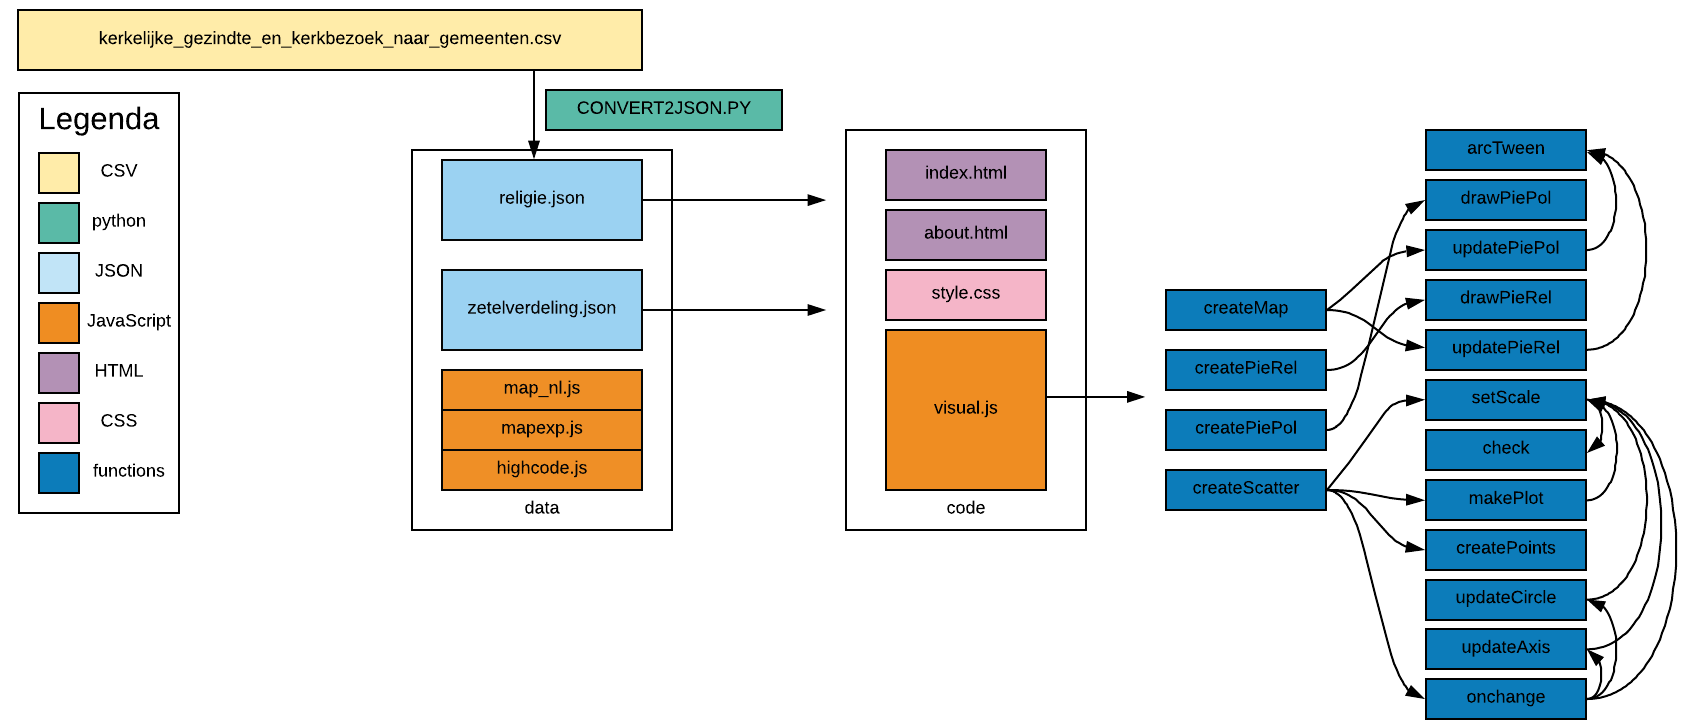 kerkelijke_gezindte_en_kerkbezoek_naar_gemeenten.csv
CONVERT2JSON.PY
Legenda
CSV
python
JSON
JavaScript
HTML
CSS
functions
religie.json
zetelverdeling.json
map_nl.js
mapexp.js
highcode.js
data
index.html
about.html
style.css
visual.js
code
createMap
createPieRel
createPiePol
createScatter
arcTween
drawPiePol
updatePiePol
drawPieRel
updatePieRel
setScale
check
makePlot
createPoints
updateCircle
updateAxis
onchange